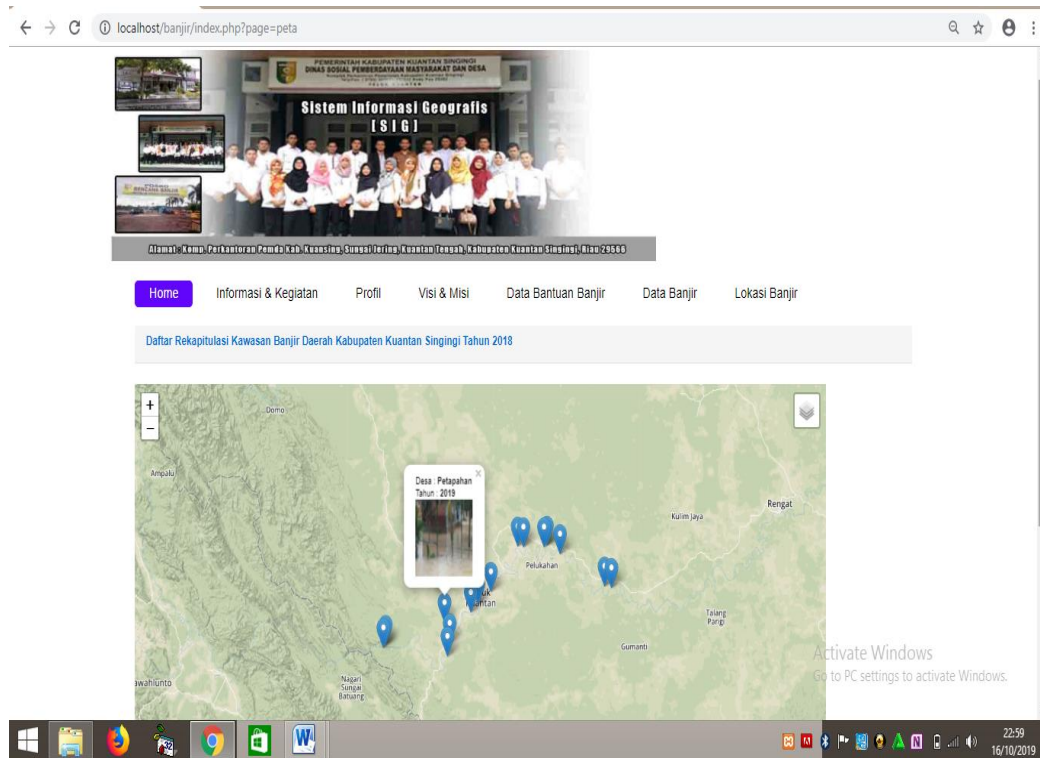 localhost/banjir/index.php?page=peta
PEMERINTAH KABUPATEN KUANTAN SINGINGI
DINAS SOSIAL PEMBERDAYAAN MASYARAKAT DAN DESA
Sistem Informasi Geografis
[ S I G ]
Alamat : Komp. Perkantoran Pemda Kab. Kuansing, Sungai Jering, Kuantan Tengah, Kabupaten Kuantan Singingi, Riau 29566
Home Informasi & Kegiatan Profil Visi & Misi Data Bantuan Banjir Data Banjir Lokasi Banjir
Daftar Rekapitulasi Kawasan Banjir Daerah Kabupaten Kuantan Singingi Tahun 2018
+
−
Domo
Ampalu
Desa : Petapahan
Tahun : 2019
×
Rengat
Kulim Jaya
Pelukahan
Talang
Parigi
Gumanti
Nagari
Sungai
Batuang
awahlunto
Activate Windows
Go to PC settings to activate Windows.
22:59
16/10/2019